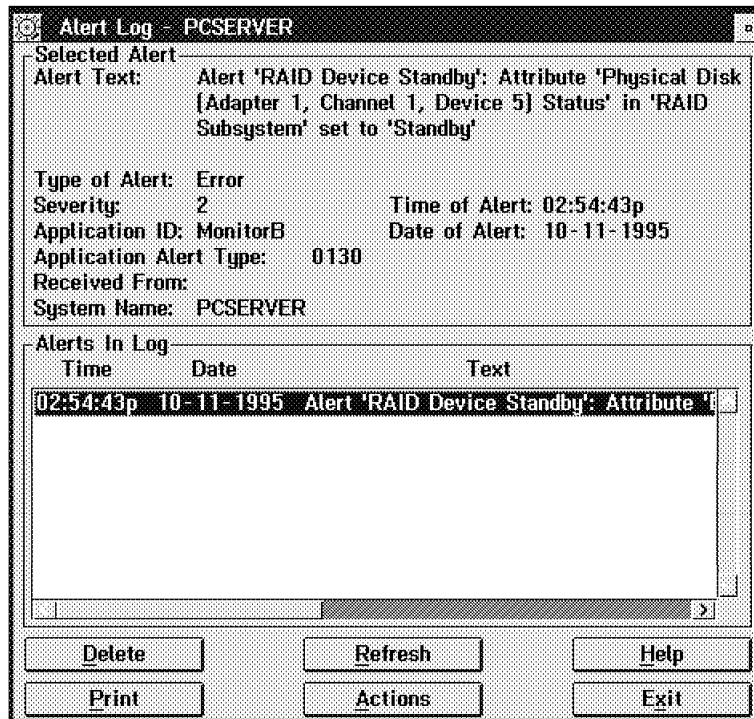 Alert Log - PCSERVER
Selected Alert
Alert Text: Alert 'RAID Device Standby': Attribute 'Physical Disk
(Adapter 1, Channel 1, Device 5) Status' in 'RAID
Subsystem' set to 'Standby'
Type of Alert: Error
Severity: 2 Time of Alert: 02:54:43p
Application ID: MonitorB Date of Alert: 10-11-1995
Application Alert Type: 0130
Received From:
System Name: PCSERVER
Alerts In Log
Time Date Text
02:54:43p 10-11-1995 Alert 'RAID Device Standby': Attribute '
Delete Refresh Help
Print Actions Exit